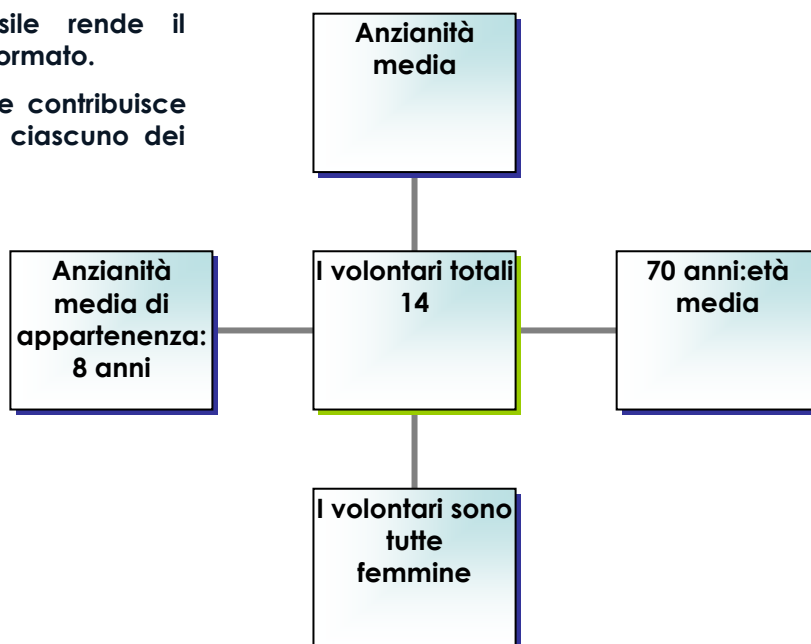 sile rende il
ormato.
e contribuisce
ciascuno dei
Anzianità
media
Anzianità
media di
appartenenza:
8 anni
I volontari totali
14
70 anni:età
media
I volontari sono
tutte
femmine